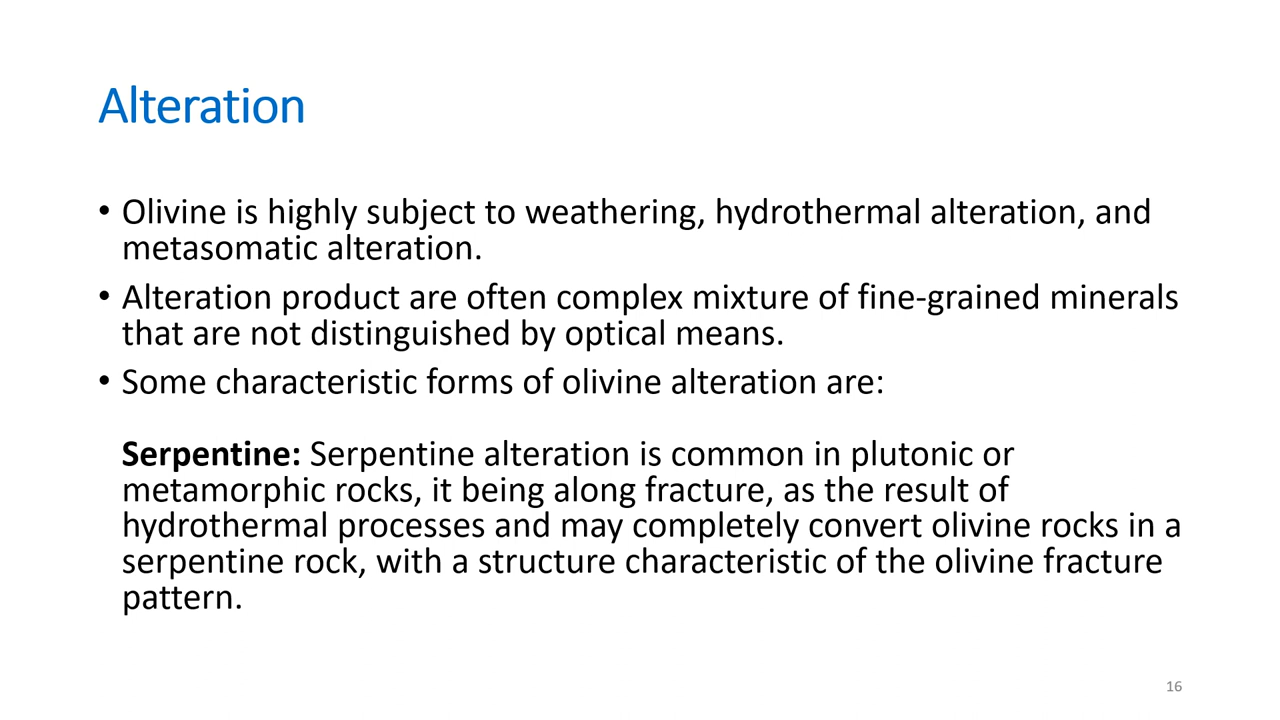 Alteration
• Olivine is highly subject to weathering, hydrothermal alteration, and
metasomatic alteration.
• Alteration product are often complex mixture of fine-grained minerals
that are not distinguished by optical means.
• Some characteristic forms of olivine alteration are:
Serpentine: Serpentine alteration is common in plutonic or
metamorphic rocks, it being along fracture, as the result of
hydrothermal processes and may completely convert olivine rocks in a
serpentine rock, with a structure characteristic of the olivine fracture
pattern.
16